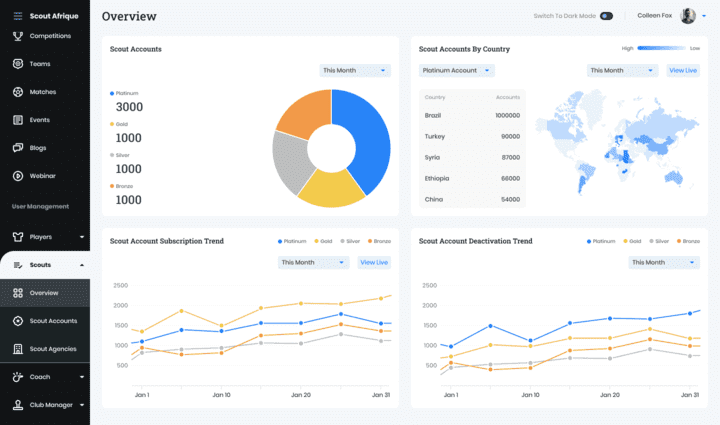 Scout Afrique
Competitions
Teams
Matches
Events
Blogs
Webinar
User Management
Players
Scouts
Overview
Scout Accounts
Scout Agencies
Coach
Club Manager
Overview
Switch To Dark Mode
Colleen Fox
Scout Accounts
This Month
Platinum
3000
Gold
1000
Silver
1000
Bronze
1000
Scout Accounts By Country
High Low
Platinum Account
This Month
View Live
Country Accounts
Brazil 1000000
Turkey 90000
Syria 87000
Ethiopia 66000
China 54000
Scout Account Subscription Trend
Platinum Gold Silver Bronze
This Month
View Live
2500
2000
1500
1000
500
Jan 1 Jan 10 Jan 20 Jan 31
Scout Account Deactivation Trend
Platinum Gold Silver Bronze
This Month
2500
2000
1500
1000
500
Jan 1 Jan 10 Jan 20 Jan 31